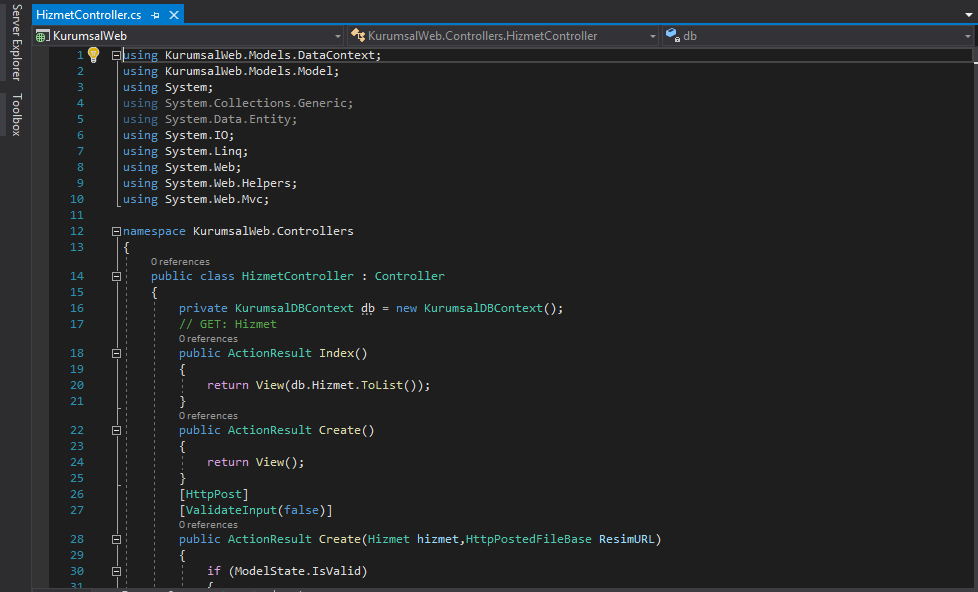 Server Explorer
Toolbox
HizmetController.cs
KurumsalWeb
KurumsalWeb.Controllers.HizmetController
db
1 using KurumsalWeb.Models.DataContext;
2 using KurumsalWeb.Models.Model;
3 using System;
4 using System.Collections.Generic;
5 using System.Data.Entity;
6 using System.IO;
7 using System.Linq;
8 using System.Web;
9 using System.Web.Helpers;
10 using System.Web.Mvc;
11
12 namespace KurumsalWeb.Controllers
13 {
0 references
14 public class HizmetController : Controller
15 {
16 private KurumsalDBContext db = new KurumsalDBContext();
17 // GET: Hizmet
0 references
18 public ActionResult Index()
19 {
20 return View(db.Hizmet.ToList());
21 }
0 references
22 public ActionResult Create()
23 {
24 return View();
25 }
26 [HttpPost]
27 [ValidateInput(false)]
0 references
28 public ActionResult Create(Hizmet hizmet,HttpPostedFileBase ResimURL)
29 {
30 if (ModelState.IsValid)
31 {